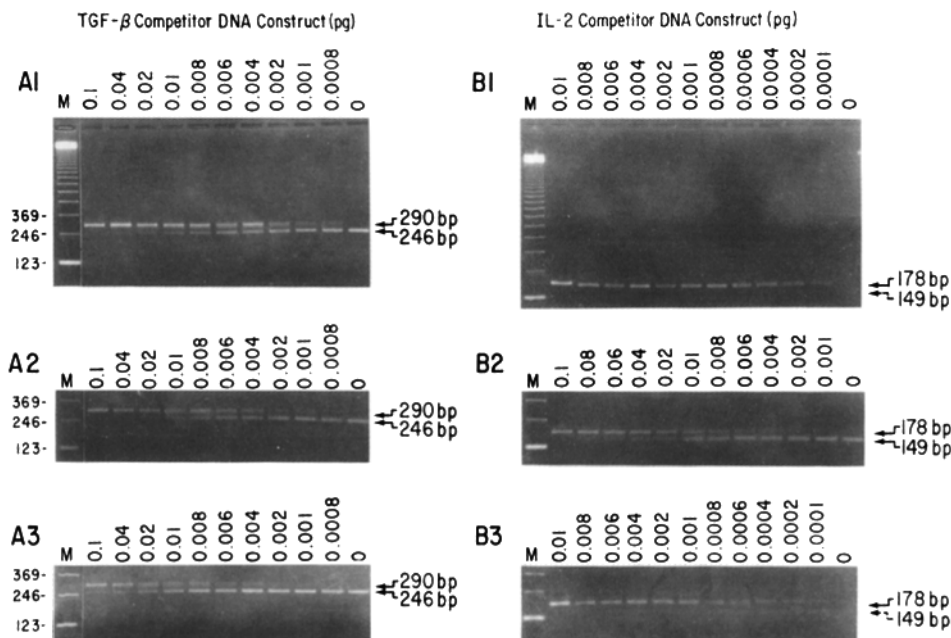 TGF-β Competitor DNA Construct (pg)
IL-2 Competitor DNA Construct (pg)
A1
M 0.1 0.04 0.02 0.01 0.008 0.006 0.004 0.002 0.001 0.0008 0
369-
246-
123-
290 bp
246 bp
B1
M 0.01 0.008 0.006 0.004 0.002 0.001 0.0008 0.0006 0.0004 0.0002 0.0001 0
178 bp
149 bp
A2
M 0.1 0.04 0.02 0.01 0.008 0.006 0.004 0.002 0.001 0.0008 0
369-
246-
123-
290 bp
246 bp
B2
M 0.1 0.08 0.06 0.04 0.02 0.01 0.008 0.006 0.004 0.002 0.001 0
178 bp
149 bp
A3
M 0.1 0.04 0.02 0.01 0.008 0.006 0.004 0.002 0.001 0.0008 0
369-
246-
123-
290 bp
246 bp
B3
M 0.01 0.008 0.006 0.004 0.002 0.001 0.0008 0.0006 0.0004 0.0002 0.0001 0
178 bp
149 bp